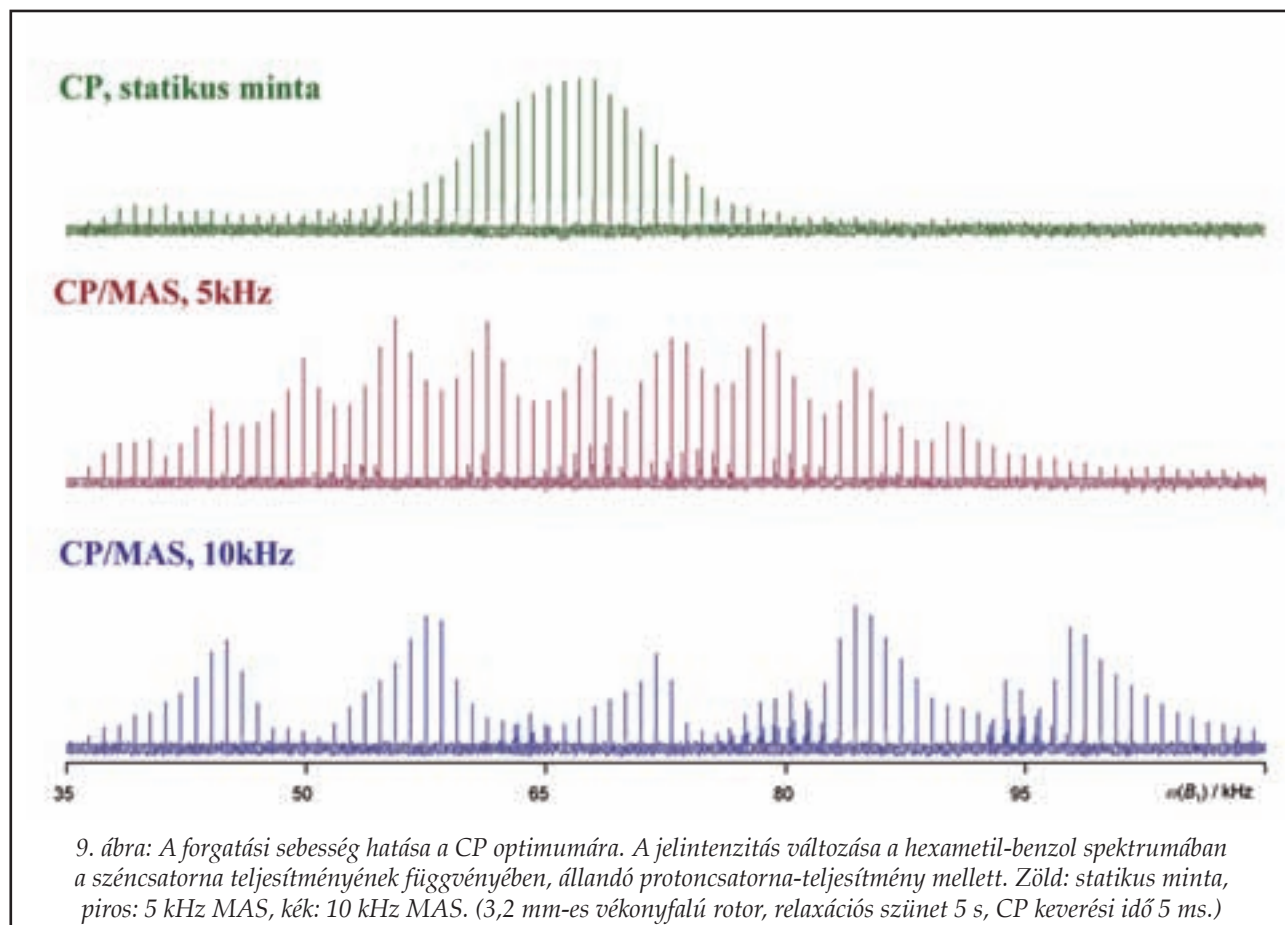 CP, statikus minta
CP/MAS, 5kHz
CP/MAS, 10kHz
35 50 65 80 95 ω(B₁) / kHz
9. ábra: A forgatási sebesség hatása a CP optimumára. A jelintenzitás változása a hexametil-benzol spektrumában
a széncsatorna teljesítményének függvényében, állandó protoncsatorna-teljesítmény mellett. Zöld: statikus minta,
piros: 5 kHz MAS, kék: 10 kHz MAS. (3,2 mm-es vékonyfalú rotor, relaxációs szünet 5 s, CP keverési idő 5 ms.)